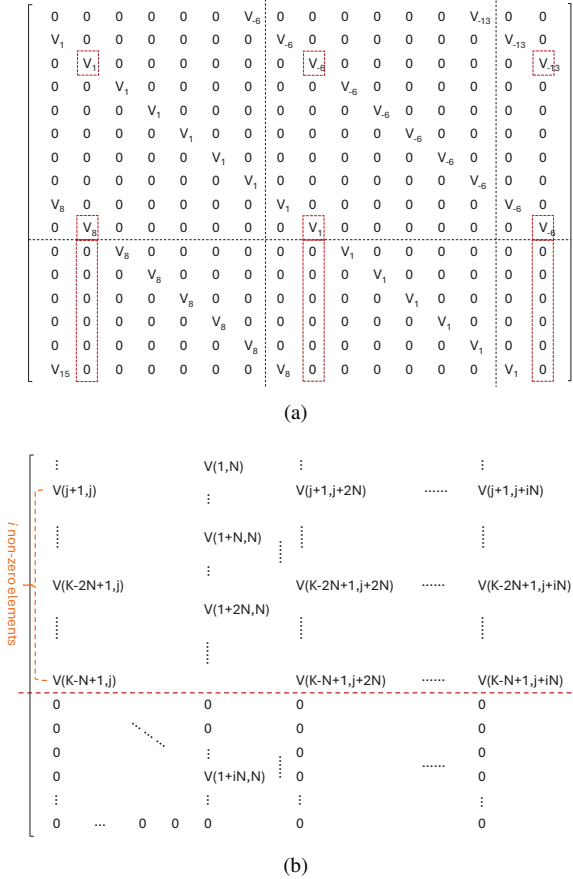 0 0 0 0 0 0 V-6 0 0 0 0 0 0 V-13 0 0
V1 0 0 0 0 0 0 V-6 0 0 0 0 0 0 V-13 0
0 V1 0 0 0 0 0 0 V-6 0 0 0 0 0 0 V-13
0 0 V1 0 0 0 0 0 0 V-6 0 0 0 0 0 0
0 0 0 V1 0 0 0 0 0 0 V-6 0 0 0 0 0
0 0 0 0 V1 0 0 0 0 0 0 V-6 0 0 0 0
0 0 0 0 0 V1 0 0 0 0 0 0 V-6 0 0 0
0 0 0 0 0 0 V1 0 0 0 0 0 0 V-6 0 0
V8 0 0 0 0 0 0 V1 0 0 0 0 0 0 V-6 0
0 V8 0 0 0 0 0 0 V1 0 0 0 0 0 0 V-6
0 0 V8 0 0 0 0 0 0 V1 0 0 0 0 0 0
0 0 0 V8 0 0 0 0 0 0 V1 0 0 0 0 0
0 0 0 0 V8 0 0 0 0 0 0 V1 0 0 0 0
0 0 0 0 0 V8 0 0 0 0 0 0 V1 0 0 0
0 0 0 0 0 0 V8 0 0 0 0 0 0 V1 0 0
V15 0 0 0 0 0 0 V8 0 0 0 0 0 0 V1 0
(a)
⋮ V(1,N) ⋮ ⋮
V(j+1,j) ⋮ V(j+1,j+2N) ...... V(j+1,j+iN)
V(1+N,N)
i non-zero elements
V(K-2N+1,j) ⋮ V(K-2N+1,j+2N) ...... V(K-2N+1,j+iN)
V(1+2N,N)
V(K-N+1,j) V(K-N+1,j+2N) ...... V(K-N+1,j+iN)
0 0 0 0
0 0 0 0
0 ⋮ 0 0
0 V(1+iN,N) 0 ...... 0
⋮ ⋮ ⋮ ⋮
0 ... 0 0 0 0 0
(b)